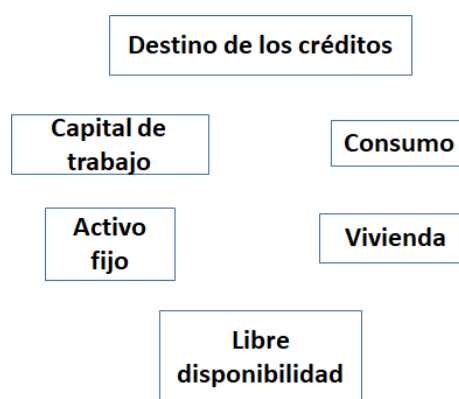 Destino de los créditos
Capital de
trabajo
Consumo
Activo
fijo
Vivienda
Libre
disponibilidad